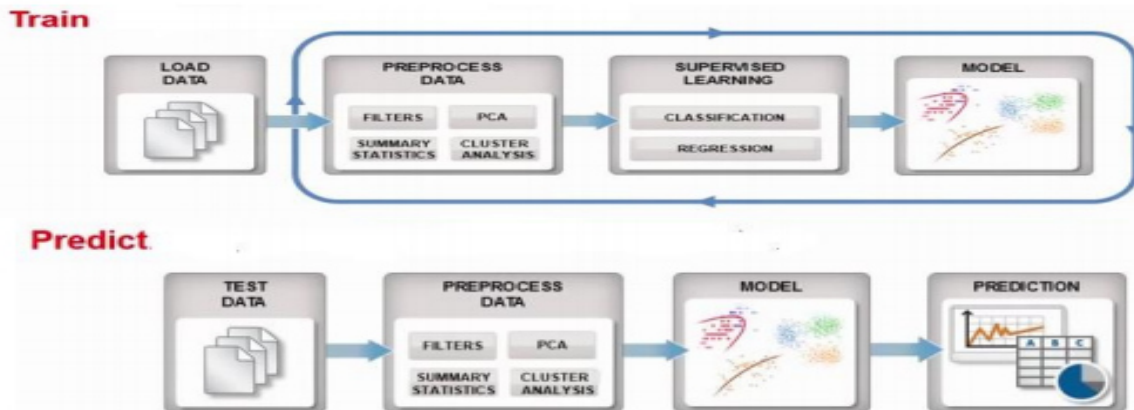 Train
LOAD
DATA
PREPROCESS
DATA
FILTERS
PCA
SUMMARY
STATISTICS
CLUSTER
ANALYSIS
SUPERVISED
LEARNING
CLASSIFICATION
REGRESSION
MODEL
Predict.
TEST
DATA
PREPROCESS
DATA
FILTERS
PCA
SUMMARY
STATISTICS
CLUSTER
ANALYSIS
MODEL
PREDICTION
A B C